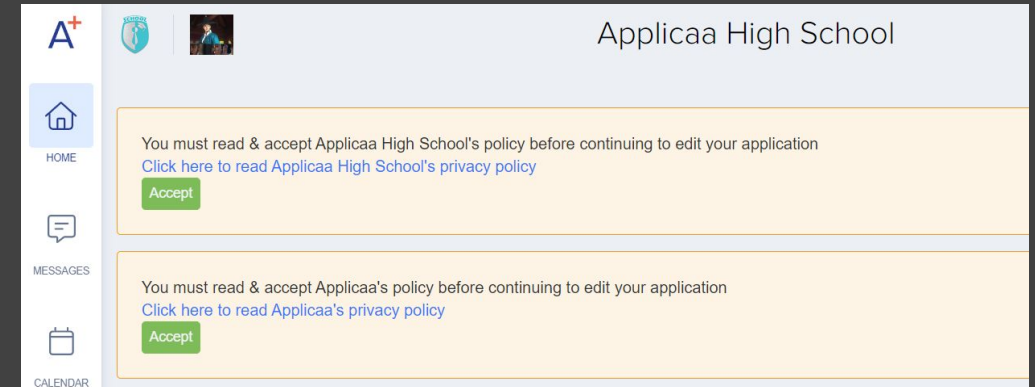 A+
SCHOOL
Applicaa High School
HOME
You must read & accept Applicaa High School's policy before continuing to edit your application
Click here to read Applicaa High School's privacy policy
Accept
MESSAGES
You must read & accept Applicaa's policy before continuing to edit your application
Click here to read Applicaa's privacy policy
Accept
CALENDAR